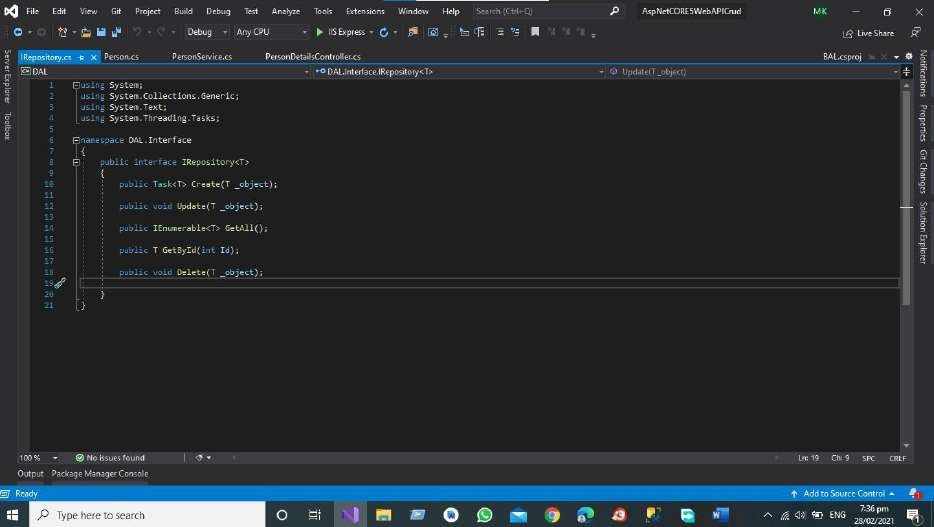 File Edit View Git Project Build Debug Test Analyze Tools Extensions Window Help Search (Ctrl+Q) AspNetCORE5WebAPICrud MK
Debug Any CPU IIS Express Live Share
IRepository.cs Person.cs PersonService.cs PersonDetailsController.cs BAL.csproj
DAL DAL.Interface.IRepository<T> Update(T _object)
1 using System;
2 using System.Collections.Generic;
3 using System.Text;
4 using System.Threading.Tasks;
5
6 namespace DAL.Interface
7 {
8 public interface IRepository<T>
9 {
10 public Task<T> Create(T _object);
11
12 public void Update(T _object);
13
14 public IEnumerable<T> GetAll();
15
16 public T GetById(int Id);
17
18 public void Delete(T _object);
19
20 }
21 }
Server Explorer
Toolbox
Notifications
Properties
Git Changes
Solution Explorer
100 % No issues found Ln: 19 Ch: 9 SPC CRLF
Output Package Manager Console
Ready Add to Source Control 1
Type here to search ENG 7:36 pm
28/02/2021